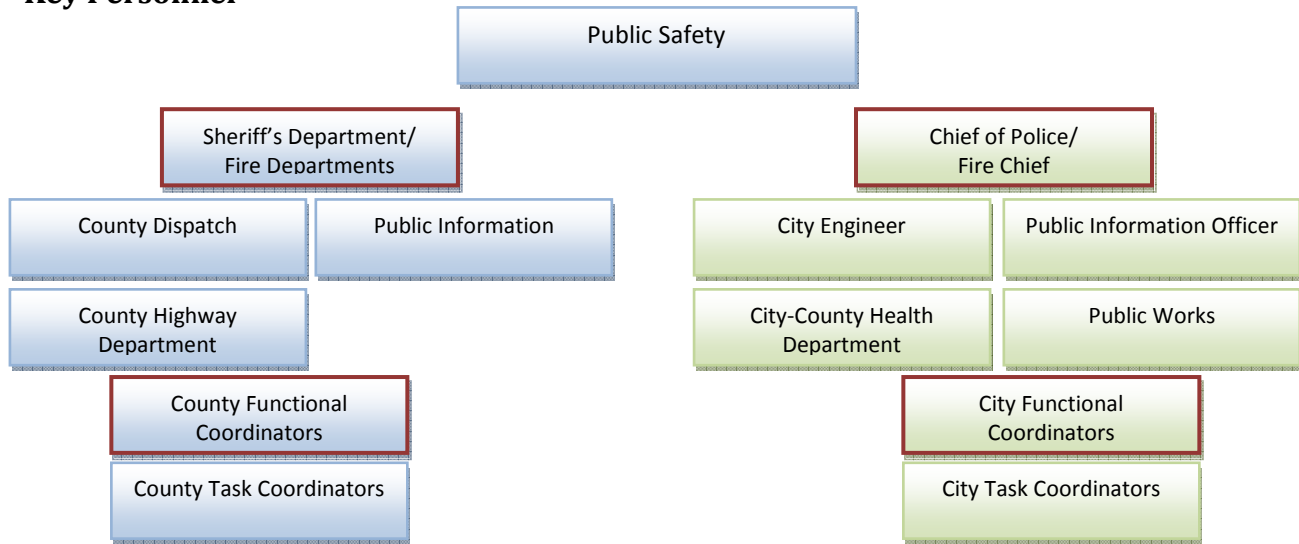 Key Personnel
Public Safety
Sheriff’s Department/
Fire Departments
Chief of Police/
Fire Chief
County Dispatch
Public Information
City Engineer
Public Information Officer
County Highway
Department
City-County Health
Department
Public Works
County Functional
Coordinators
City Functional
Coordinators
County Task Coordinators
City Task Coordinators